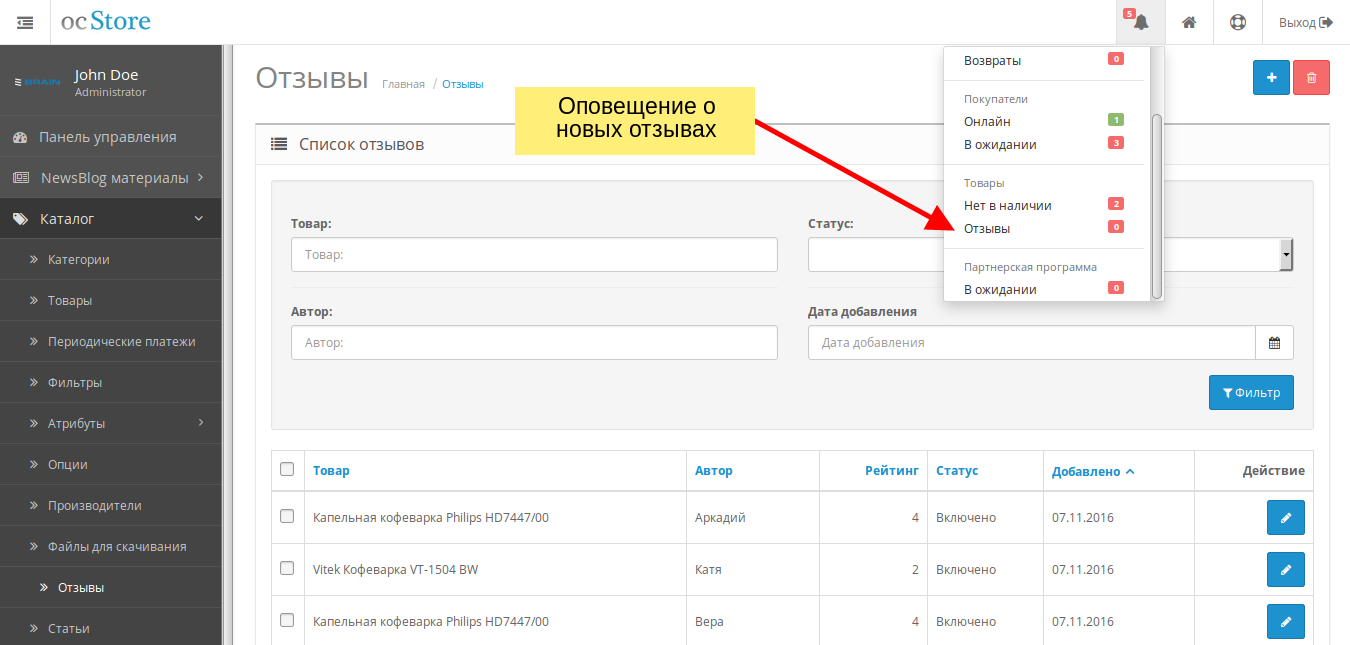 oc Store
5
Выход
BRAIN
John Doe
Administrator
Панель управления
NewsBlog материалы
Каталог
Категории
Товары
Периодические платежи
Фильтры
Атрибуты
Опции
Производители
Файлы для скачивания
Отзывы
Статьи
Отзывы Главная / Отзывы
Оповещение о
новых отзывах
Возвраты 0
Покупатели
Онлайн 1
В ожидании 3
Товары
Нет в наличии 2
Отзывы 0
Партнерская программа
В ожидании 0
Список отзывов
Товар:
Товар:
Статус:
Автор:
Автор:
Дата добавления
Дата добавления
Фильтр
Товар Автор Рейтинг Статус Добавлено Действие
Капельная кофеварка Philips HD7447/00 Аркадий 4 Включено 07.11.2016
Vitek Кофеварка VT-1504 BW Катя 2 Включено 07.11.2016
Капельная кофеварка Philips HD7447/00 Вера 4 Включено 07.11.2016